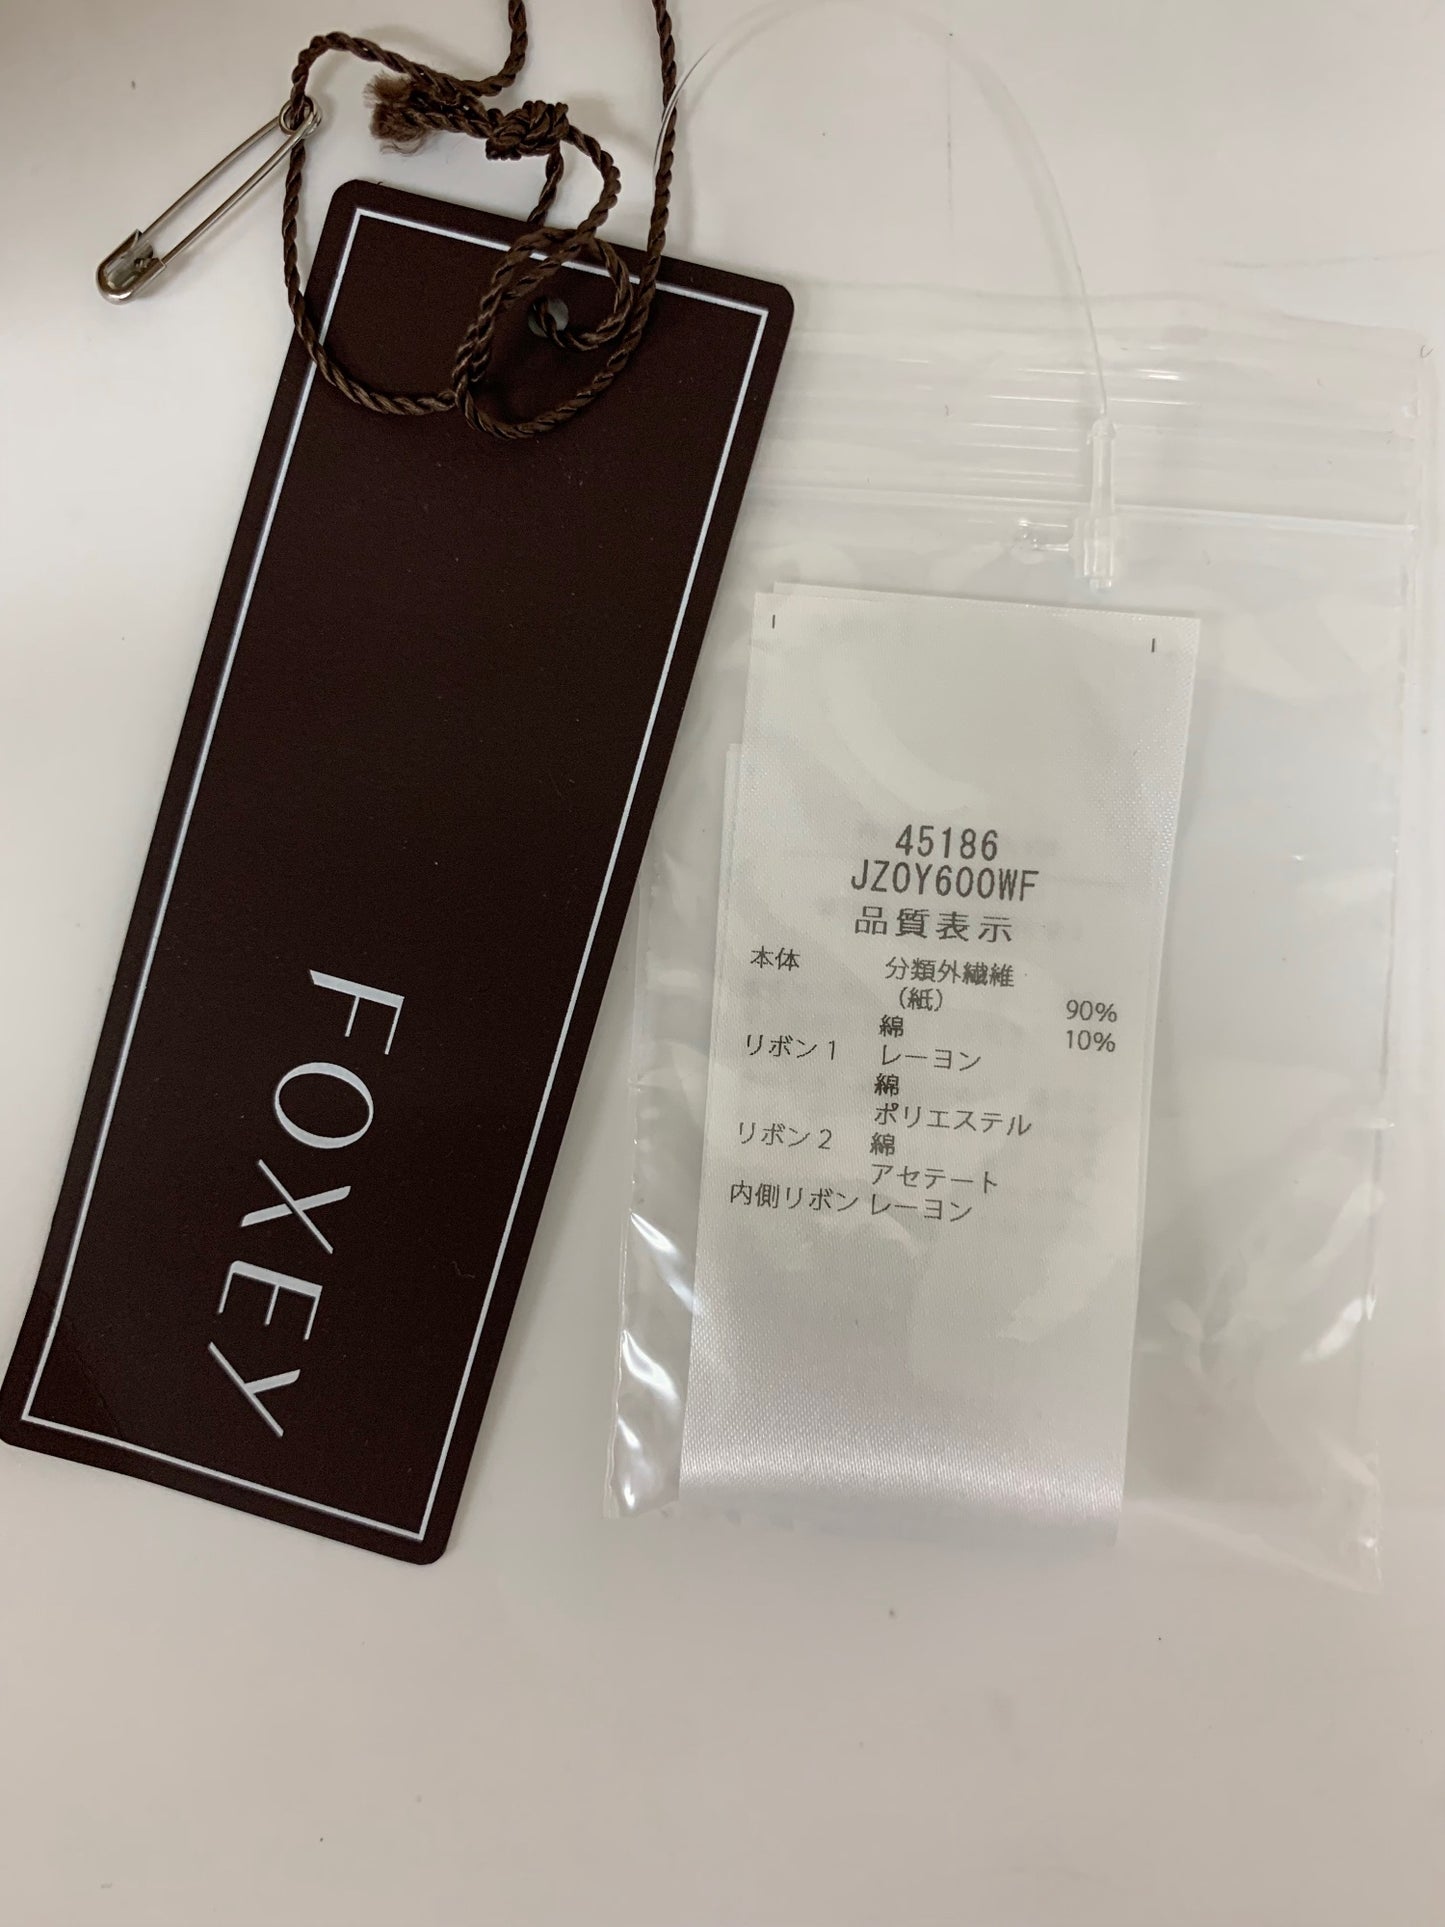 FOXEY
45186
JZ0Y600WF
品質表示
本体 分類外繊維
(紙) 90%
綿 10%
リボン1 レーヨン
綿
ポリエステル
リボン2 綿
アセテート
内側リボン レーヨン